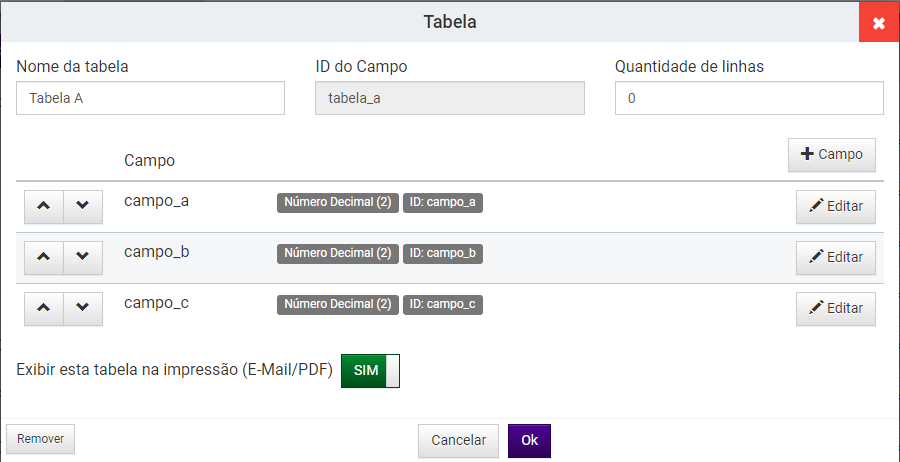 Tabela
Nome da tabela ID do Campo Quantidade de linhas
Tabela A tabela_a 0
Campo Campo
campo_a Número Decimal (2) ID: campo_a Editar
campo_b Número Decimal (2) ID: campo_b Editar
campo_c Número Decimal (2) ID: campo_c Editar
Exibir esta tabela na impressão (E-Mail/PDF) SIM
Remover Cancelar Ok